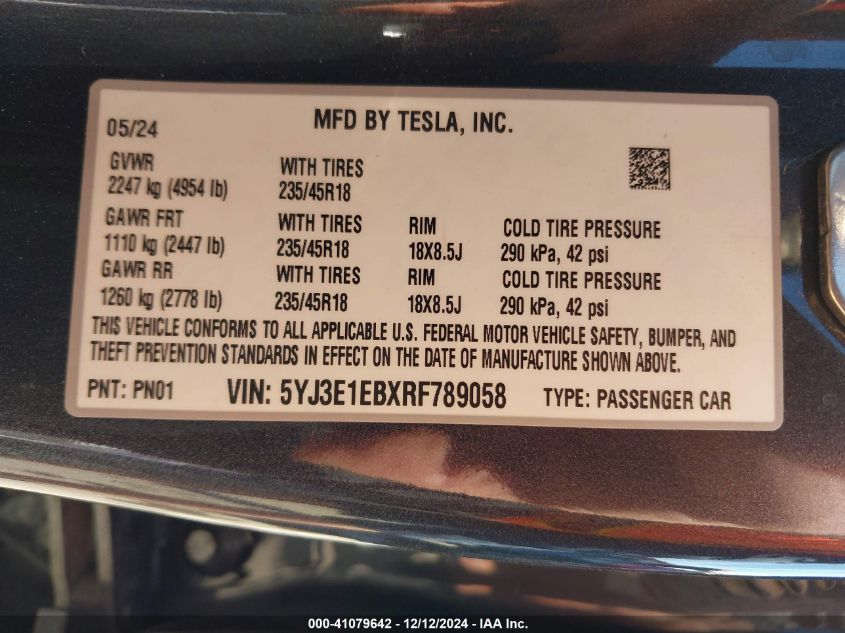 MFD BY TESLA, INC.
05/24
GVWR WITH TIRES
2247 kg (4954 lb) 235/45R18
GAWR FRT WITH TIRES RIM COLD TIRE PRESSURE
1110 kg (2447 lb) 235/45R18 18X8.5J 290 kPa, 42 psi
GAWR RR WITH TIRES RIM COLD TIRE PRESSURE
1260 kg (2778 lb) 235/45R18 18X8.5J 290 kPa, 42 psi
THIS VEHICLE CONFORMS TO ALL APPLICABLE U.S. FEDERAL MOTOR VEHICLE SAFETY, BUMPER, AND
THEFT PREVENTION STANDARDS IN EFFECT ON THE DATE OF MANUFACTURE SHOWN ABOVE.
PNT: PN01 VIN: 5YJ3E1EBXRF789058 TYPE: PASSENGER CAR
000-41079642 - 12/12/2024 - IAA Inc.